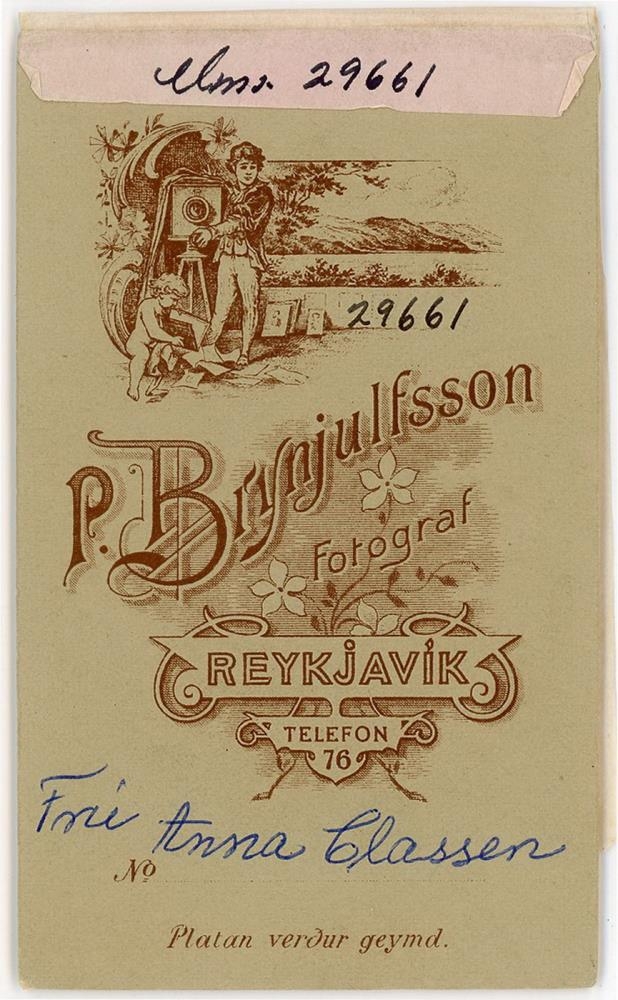 Mms. 29661
29661
P. Brynjulfsson
Fotograf
REYKJAVÍK
TELEFON
76
Frú Anna Classen
No
Platan verður geymd.